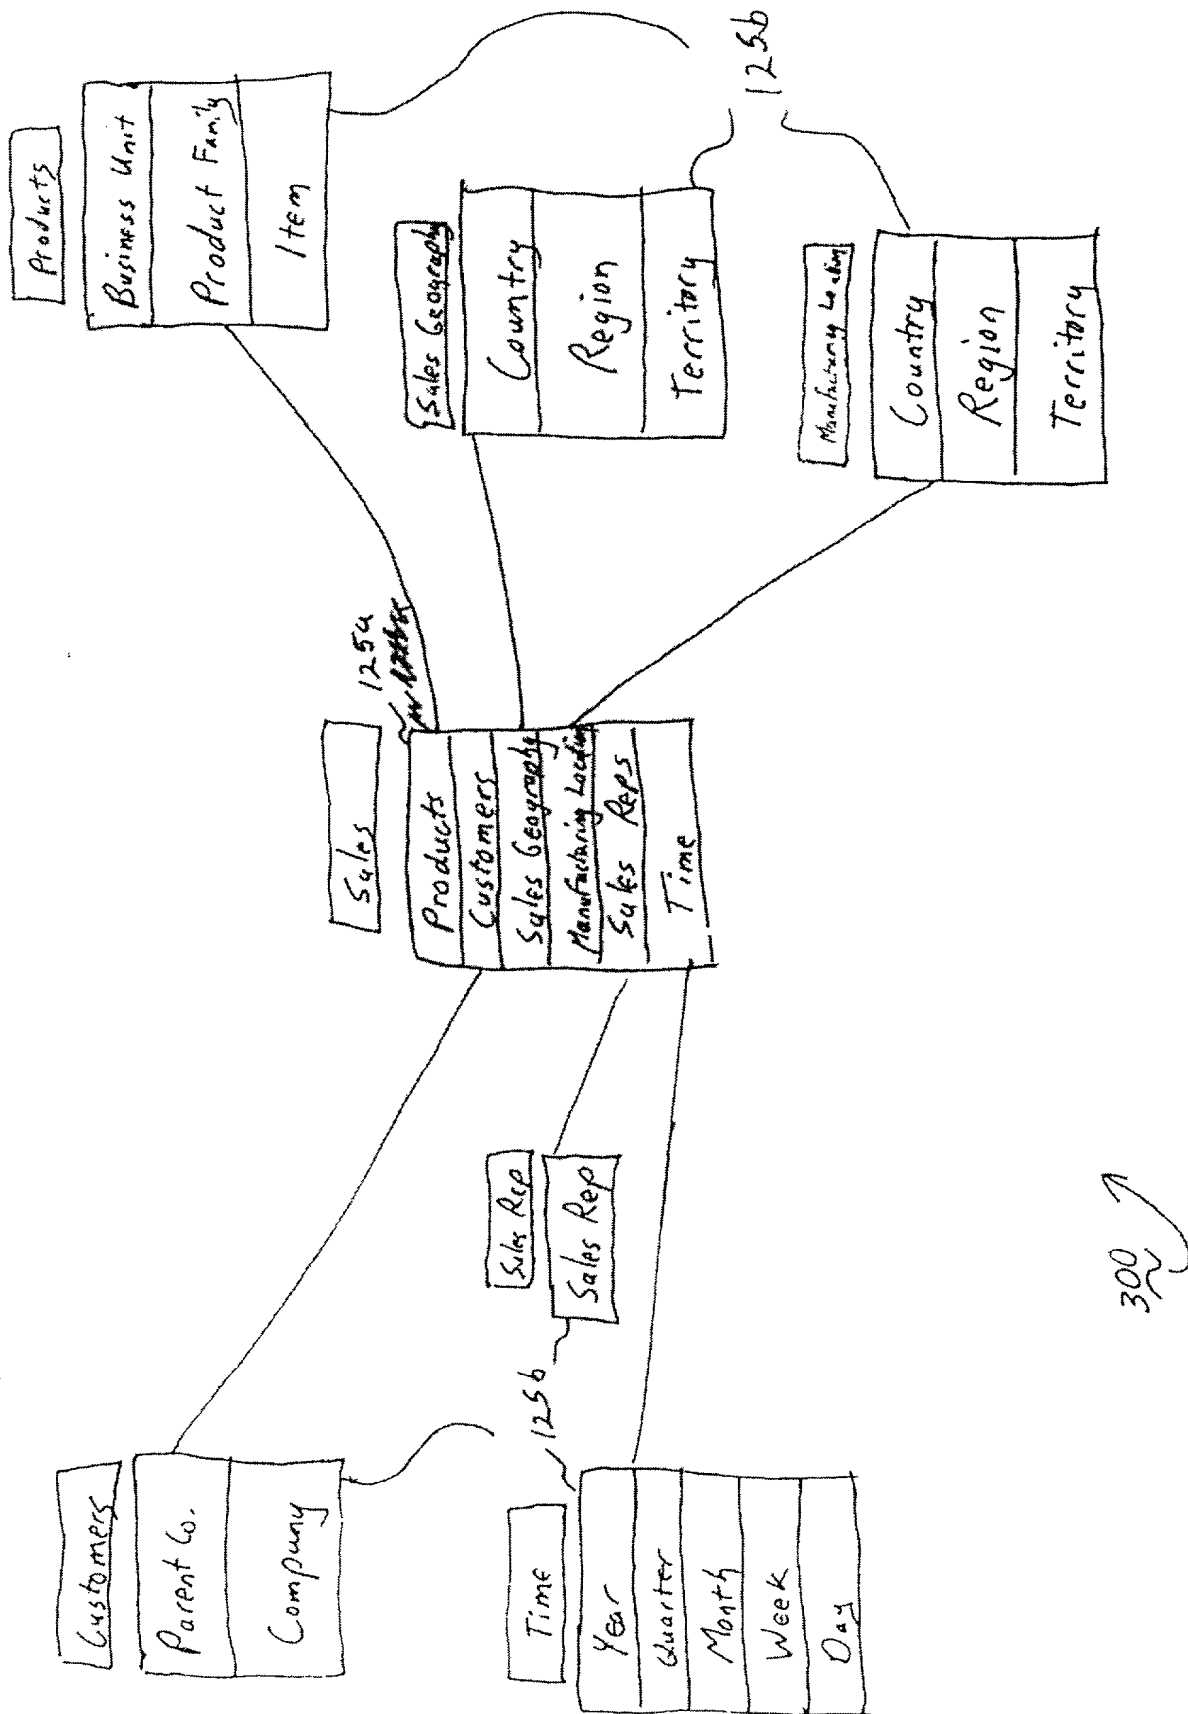 Customers
Parent Co.
Company
Time
Year
Quarter
Month
Week
Day
125b
Sales Rep
Sales Rep
Sales
125a
Products
Customers
Sales Geography
Manufacturing Location
Sales Reps
Time
Products
Business Unit
Product Family
Item
Sales Geography
Country
Region
Territory
Manufacturing Location
Country
Region
Territory
125b
300